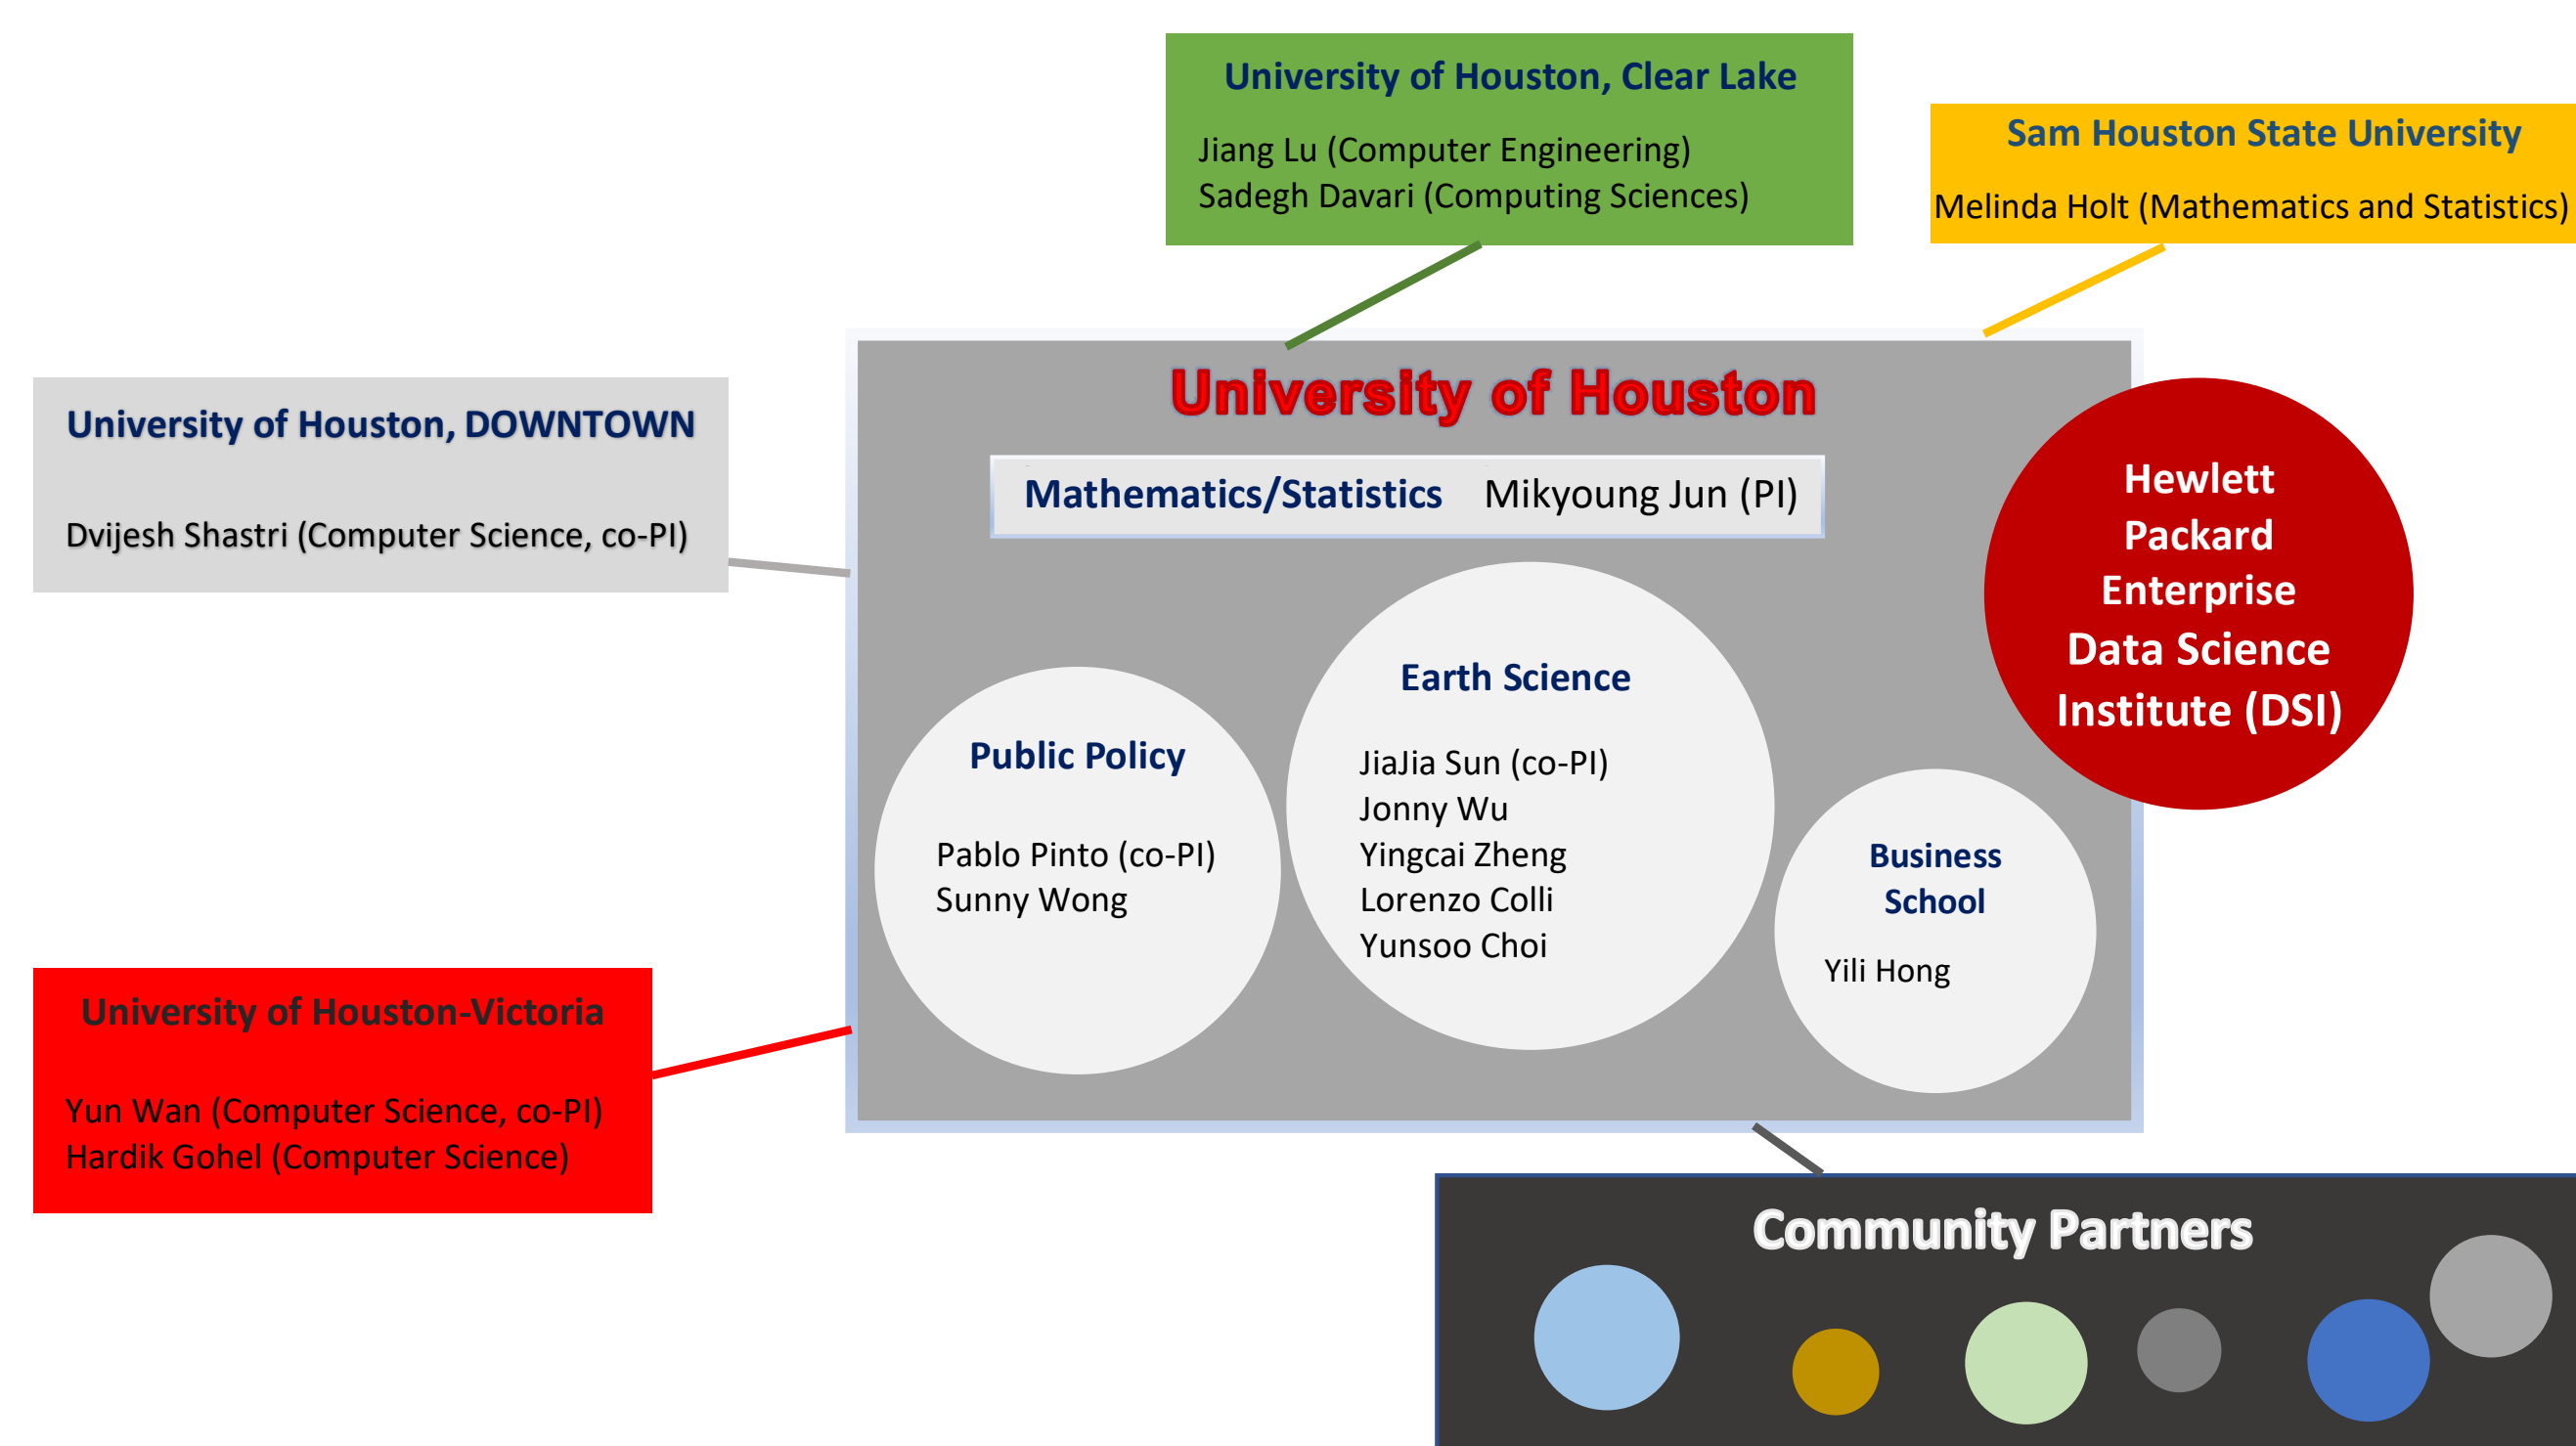 University of Houston, Clear Lake
Jiang Lu (Computer Engineering)
Sadegh Davari (Computing Sciences)
Sam Houston State University
Melinda Holt (Mathematics and Statistics)
University of Houston, DOWNTOWN
Dvijesh Shastri (Computer Science, co-PI)
University of Houston
Mathematics/Statistics Mikyoung Jun (PI)
Hewlett
Packard
Enterprise
Data Science
Institute (DSI)
Public Policy
Pablo Pinto (co-PI)
Sunny Wong
Earth Science
JiaJia Sun (co-PI)
Jonny Wu
Yingcai Zheng
Lorenzo Colli
Yunsoo Choi
Business
School
Yili Hong
University of Houston-Victoria
Yun Wan (Computer Science, co-PI)
Hardik Gohel (Computer Science)
Community Partners